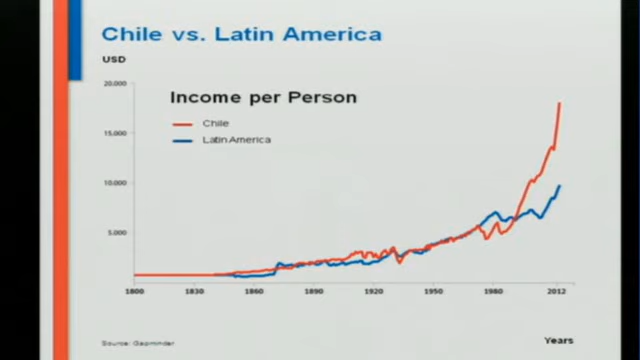 Chile vs. Latin America
USD
20.000
Income per Person
Chile
Latin America
15.000
10.000
5.000
1800 1830 1860 1890 1920 1950 1980 2012
Years
Source: Gapminder